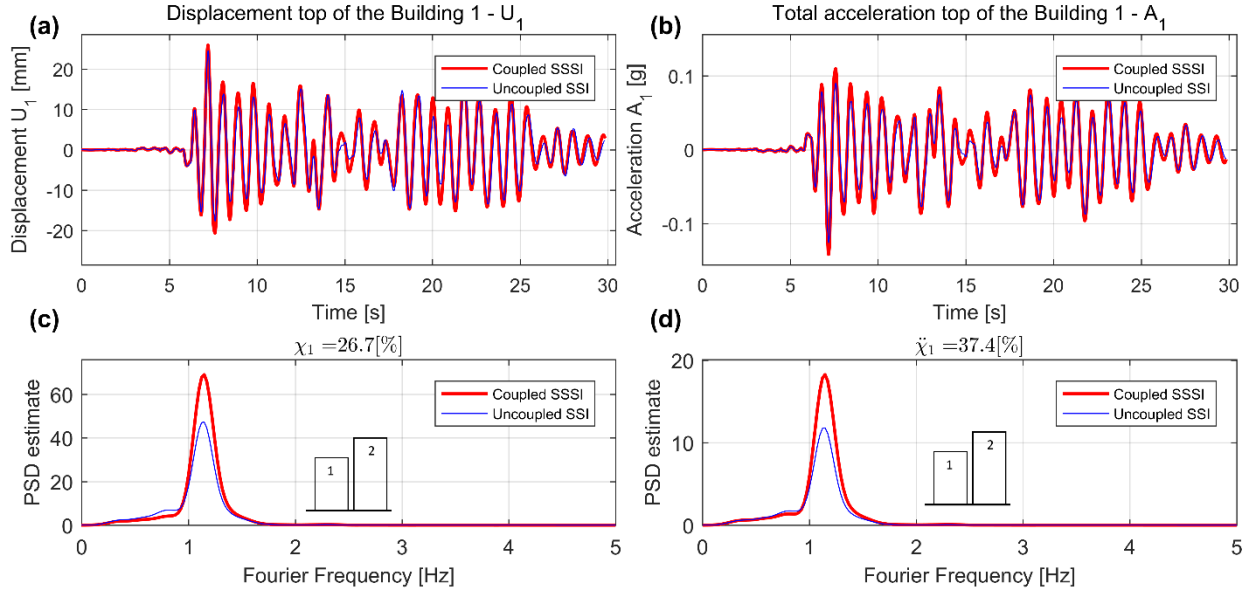 (a)
Displacement top of the Building 1 - U1
Displacement U1 [mm]
20
10
0
-10
-20
Coupled SSSI
Uncoupled SSI
0 5 10 15 20 25 30
Time [s]
(b)
Total acceleration top of the Building 1 - A1
Acceleration A1 [g]
0.1
0
-0.1
Coupled SSSI
Uncoupled SSI
0 5 10 15 20 25 30
Time [s]
(c)
χ1 =26.7[%]
PSD estimate
60
40
20
0
Coupled SSSI
Uncoupled SSI
1
2
0 1 2 3 4 5
Fourier Frequency [Hz]
(d)
χ̈1 =37.4[%]
PSD estimate
20
10
0
Coupled SSSI
Uncoupled SSI
1
2
0 1 2 3 4 5
Fourier Frequency [Hz]